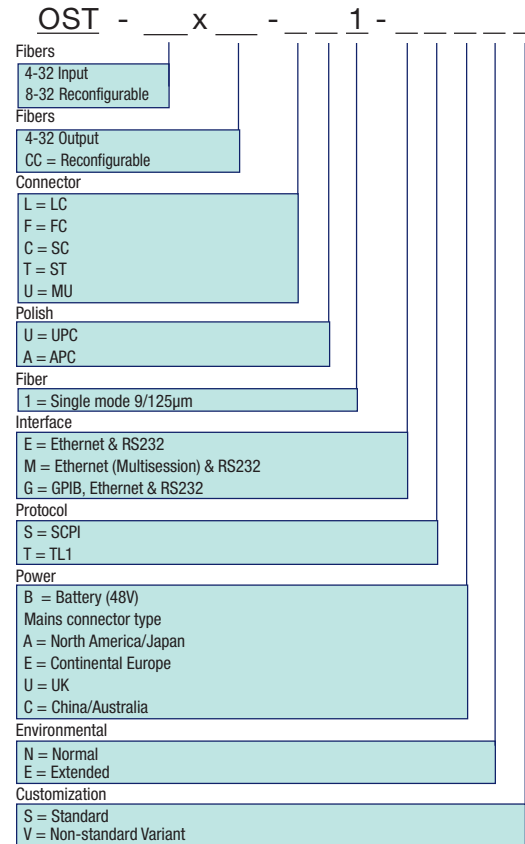 OST - ___ x ___ - _ _ 1 - _ _ _ _ _
Fibers
4-32 Input
8-32 Reconfigurable
Fibers
4-32 Output
CC = Reconfigurable
Connector
L = LC
F = FC
C = SC
T = ST
U = MU
Polish
U = UPC
A = APC
Fiber
1 = Single mode 9/125µm
Interface
E = Ethernet & RS232
M = Ethernet (Multisession) & RS232
G = GPIB, Ethernet & RS232
Protocol
S = SCPI
T = TL1
Power
B = Battery (48V)
Mains connector type
A = North America/Japan
E = Continental Europe
U = UK
C = China/Australia
Environmental
N = Normal
E = Extended
Customization
S = Standard
V = Non-standard Variant